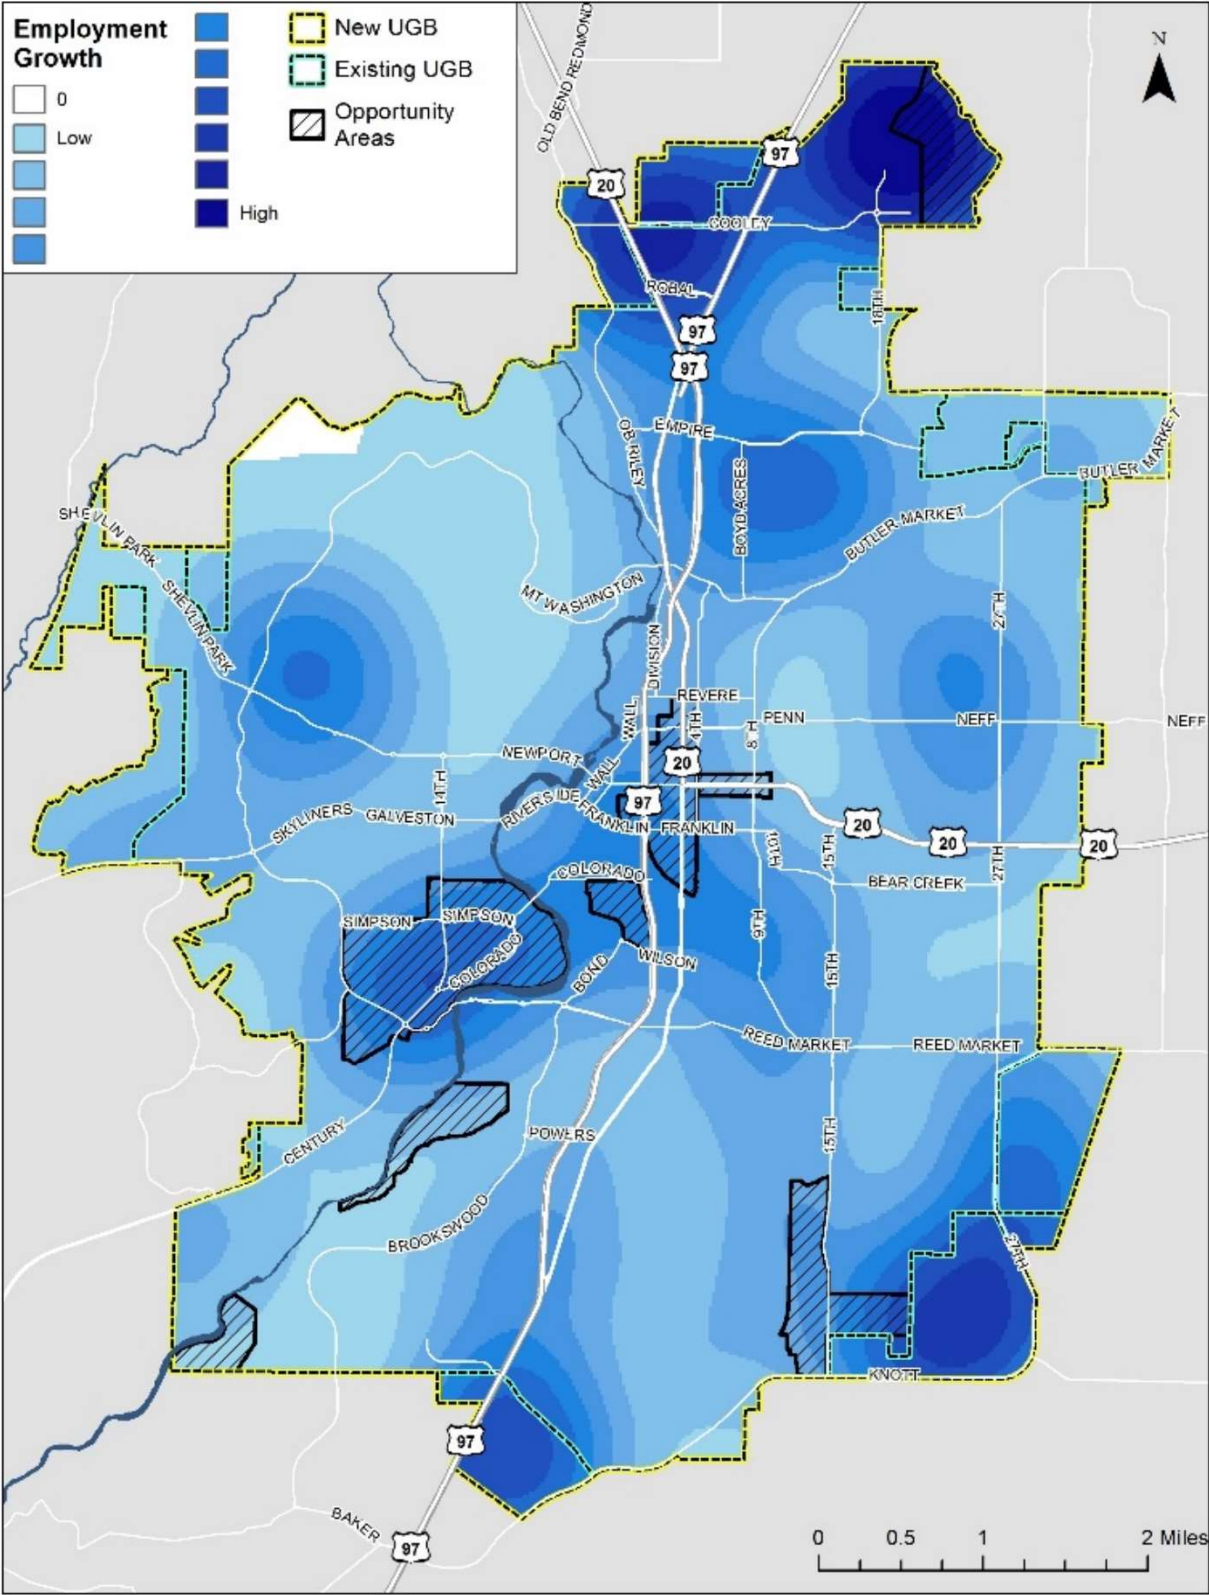 Employment
Growth
0
Low
High
New UGB
Existing UGB
Opportunity
Areas
N
OLD BEND REDMOND
97
20
COOLEY
ROBAL
18TH
97
97
EMPIRE
OB RILEY
BOYD ACRES
BUTLER MARKET
BUTLER MARKET
SHEVLIN PARK
SHEVLIN PARK
MT WASHINGTON
27TH
DIVISION
REVERE
WALL
4TH
8TH
PENN
NEFF
NEFF
NEWPORT
WALL
20
14TH
97
RIVERSIDE
SKYLINERS
GALVESTON
FRANKLIN
FRANKLIN
20
20
20
10TH
15TH
27TH
COLORADO
BEAR CREEK
SIMPSON
SIMPSON
COLORADO
9TH
BOND
WILSON
15TH
REED MARKET
REED MARKET
CENTURY
POWERS
15TH
BROOKSWOOD
27TH
KNOTT
97
BAKER
97
0 0.5 1 2 Miles